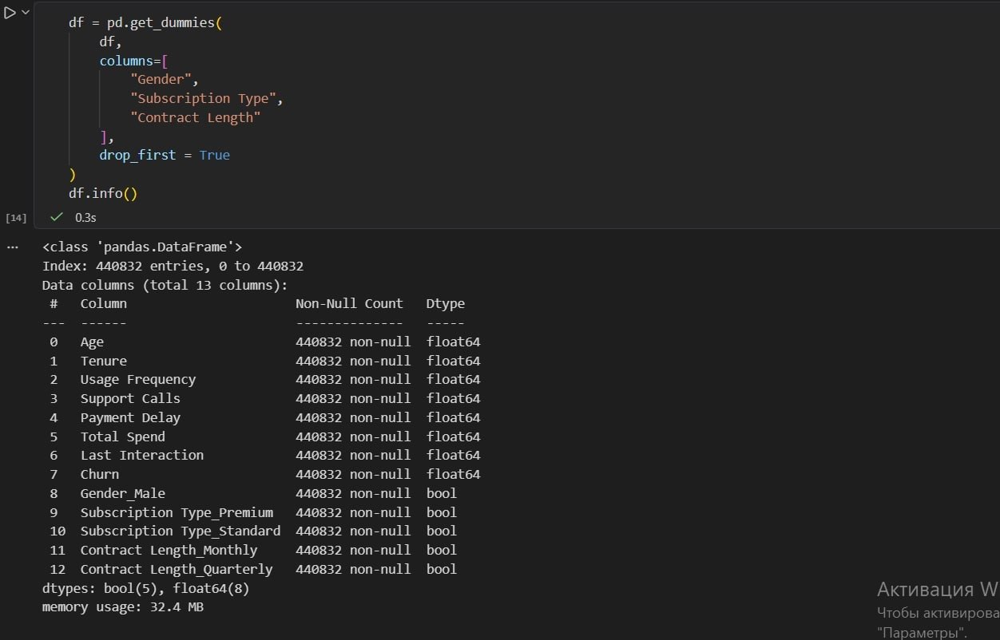 df = pd.get_dummies(
    df,
    columns=[
        "Gender",
        "Subscription Type",
        "Contract Length"
    ],
    drop_first = True
)
df.info()
[14] 0.3s
... <class 'pandas.DataFrame'>
Index: 440832 entries, 0 to 440832
Data columns (total 13 columns):
 #   Column                      Non-Null Count   Dtype
---  ------                      --------------   -----
 0   Age                         440832 non-null  float64
 1   Tenure                      440832 non-null  float64
 2   Usage Frequency             440832 non-null  float64
 3   Support Calls               440832 non-null  float64
 4   Payment Delay               440832 non-null  float64
 5   Total Spend                 440832 non-null  float64
 6   Last Interaction            440832 non-null  float64
 7   Churn                       440832 non-null  float64
 8   Gender_Male                 440832 non-null  bool
 9   Subscription Type_Premium   440832 non-null  bool
 10  Subscription Type_Standard  440832 non-null  bool
 11  Contract Length_Monthly     440832 non-null  bool
 12  Contract Length_Quarterly   440832 non-null  bool
dtypes: bool(5), float64(8)
memory usage: 32.4 MB
Активация W
Чтобы активирова
"Параметры".